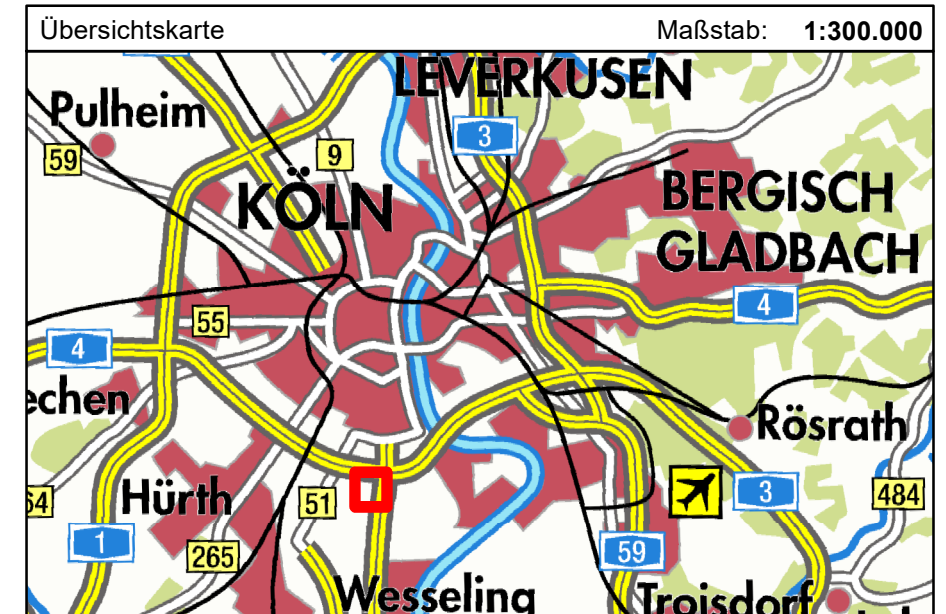 Übersichtskarte Maßstab: 1:300.000
LEVERKUSEN
Pulheim
3
59
9
KÖLN
BERGISCH
GLADBACH
4
55
4
echen
Rösrath
Hürth
51
3
484
64
1
265
59
Wesseling
Troisdorf